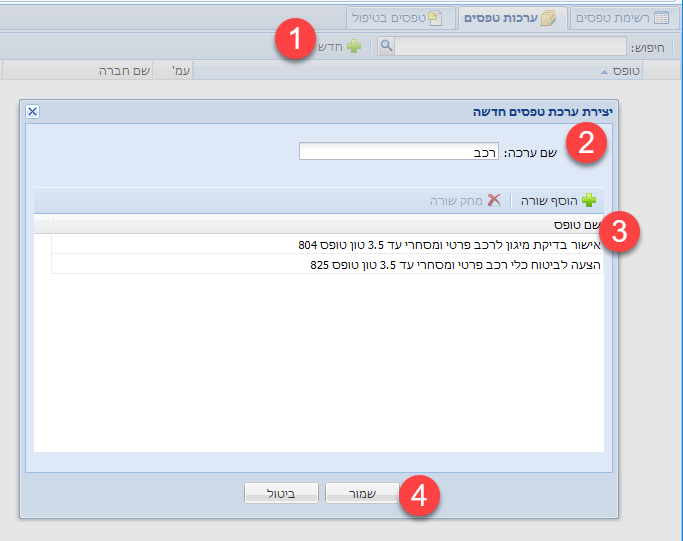 רשימת טפסים
ערכות טפסים
טפסים בטיפול
חיפוש:
חדש
1
טופס
עמ'
שם חברה
יצירת ערכת טפסים חדשה
2
שם ערכה: רכב
הוסף שורה
מחק שורה
שם טופס
3
אישור בדיקת מיגון לרכב פרטי ומסחרי עד 3.5 טון טופס 804
הצעה לביטוח כלי רכב פרטי ומסחרי עד 3.5 טון טופס 825
4
שמור
ביטול